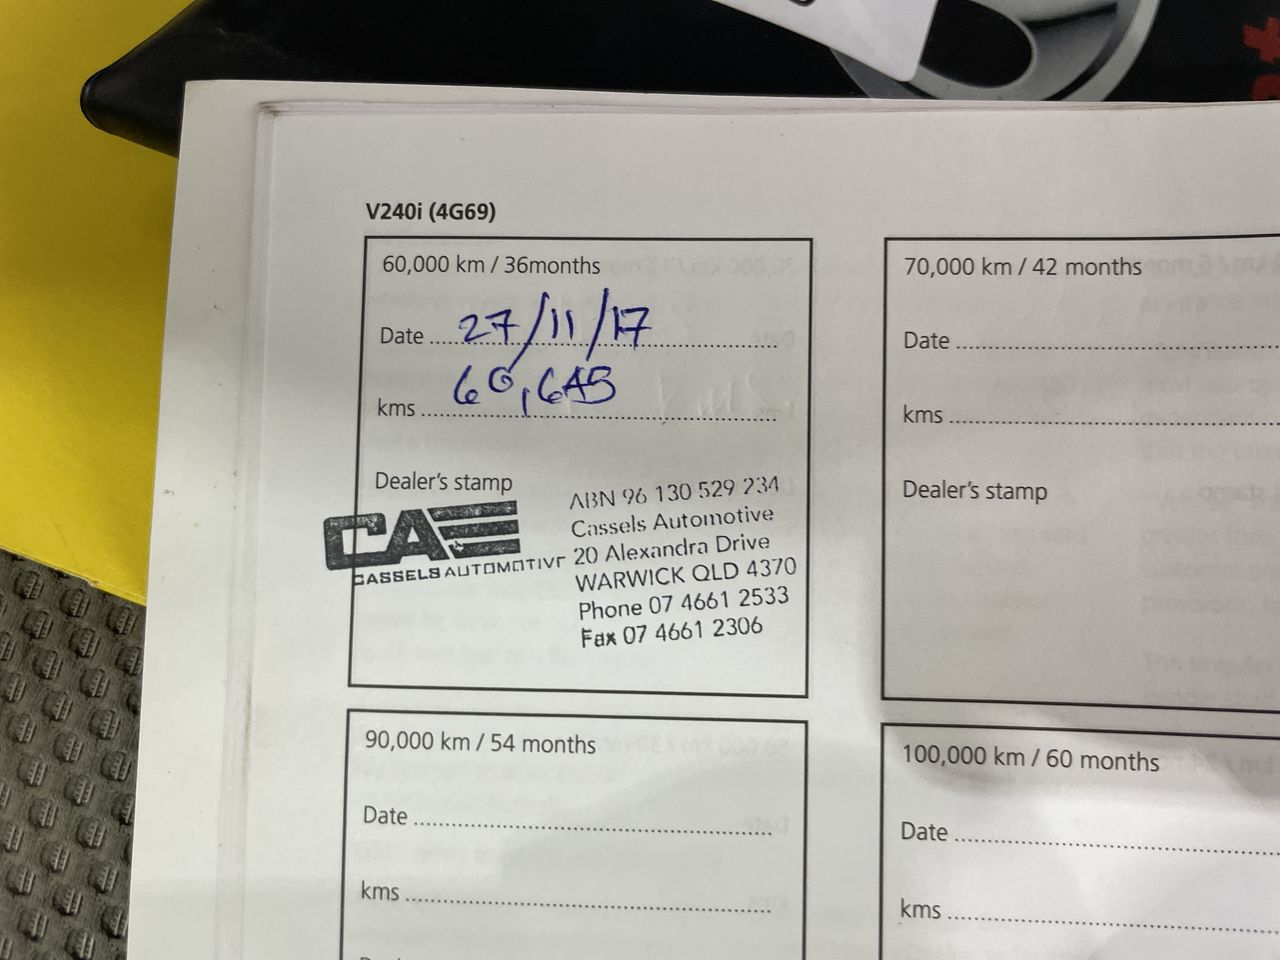 V240i (4G69)
60,000 km / 36months
Date 27/11/17
kms 60,645
Dealer's stamp
CAE
CASSELS AUTOMOTIVE
ABN 96 130 529 234
Cassels Automotive
20 Alexandra Drive
WARWICK QLD 4370
Phone 07 4661 2533
Fax 07 4661 2306
70,000 km / 42 months
Date
kms
Dealer's stamp
90,000 km / 54 months
Date
kms
100,000 km / 60 months
Date
kms